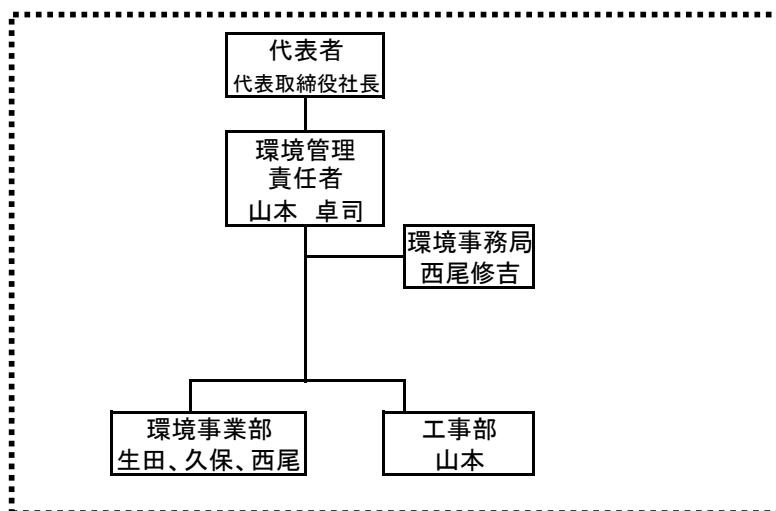 代表者
代表取締役社長
環境管理
責任者
山本　卓司
環境事務局
西尾修吉
環境事業部
生田、久保、西尾
工事部
山本